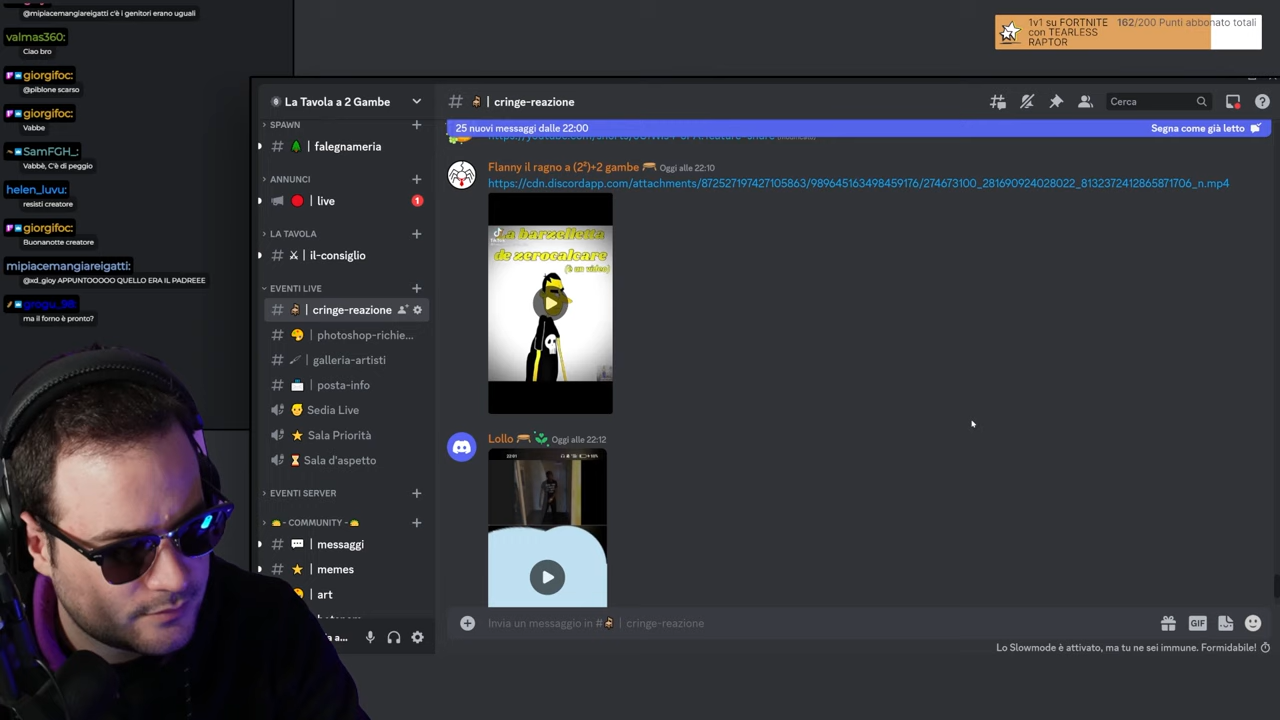 @mipiacemangiareigatti c'è i genitori erano uguali
valmas360:
Ciao bro
giorgifoc:
@piblone scarso
giorgifoc:
Vabbe
SamFGH_:
Vabbè, C'è di peggio
helen_luvu:
resisti creatore
giorgifoc:
Buonanotte creatore
mipiacemangiareigatti:
@xd_gioy APPUNTOOOOO QUELLO ERA IL PADREEE
ma il forno è pronto?
1v1 su FORTNITE
con TEARLESS
RAPTOR
162/200 Punti abbonato totali
La Tavola a 2 Gambe
SPAWN
falegnameria
ANNUNCI
live
1
LA TAVOLA
il-consiglio
EVENTI LIVE
cringe-reazione
photoshop-richie...
galleria-artisti
posta-info
Sedia Live
Sala Priorità
Sala d'aspetto
EVENTI SERVER
- COMMUNITY -
messaggi
memes
art
# | cringe-reazione
Cerca
25 nuovi messaggi dalle 22:00
Segna come già letto
Flanny il ragno a (2²)+2 gambe Oggi alle 22:10
https://cdn.discordapp.com/attachments/872527197427105863/989645163498459176/274673100_281690924028022_8132372412865871706_n.mp4
La barzelletta
de zerocalcare
(è un video)
Lollo Oggi alle 22:12
22:01
Invia un messaggio in # | cringe-reazione
GIF
Lo Slowmode è attivato, ma tu ne sei immune. Formidabile!